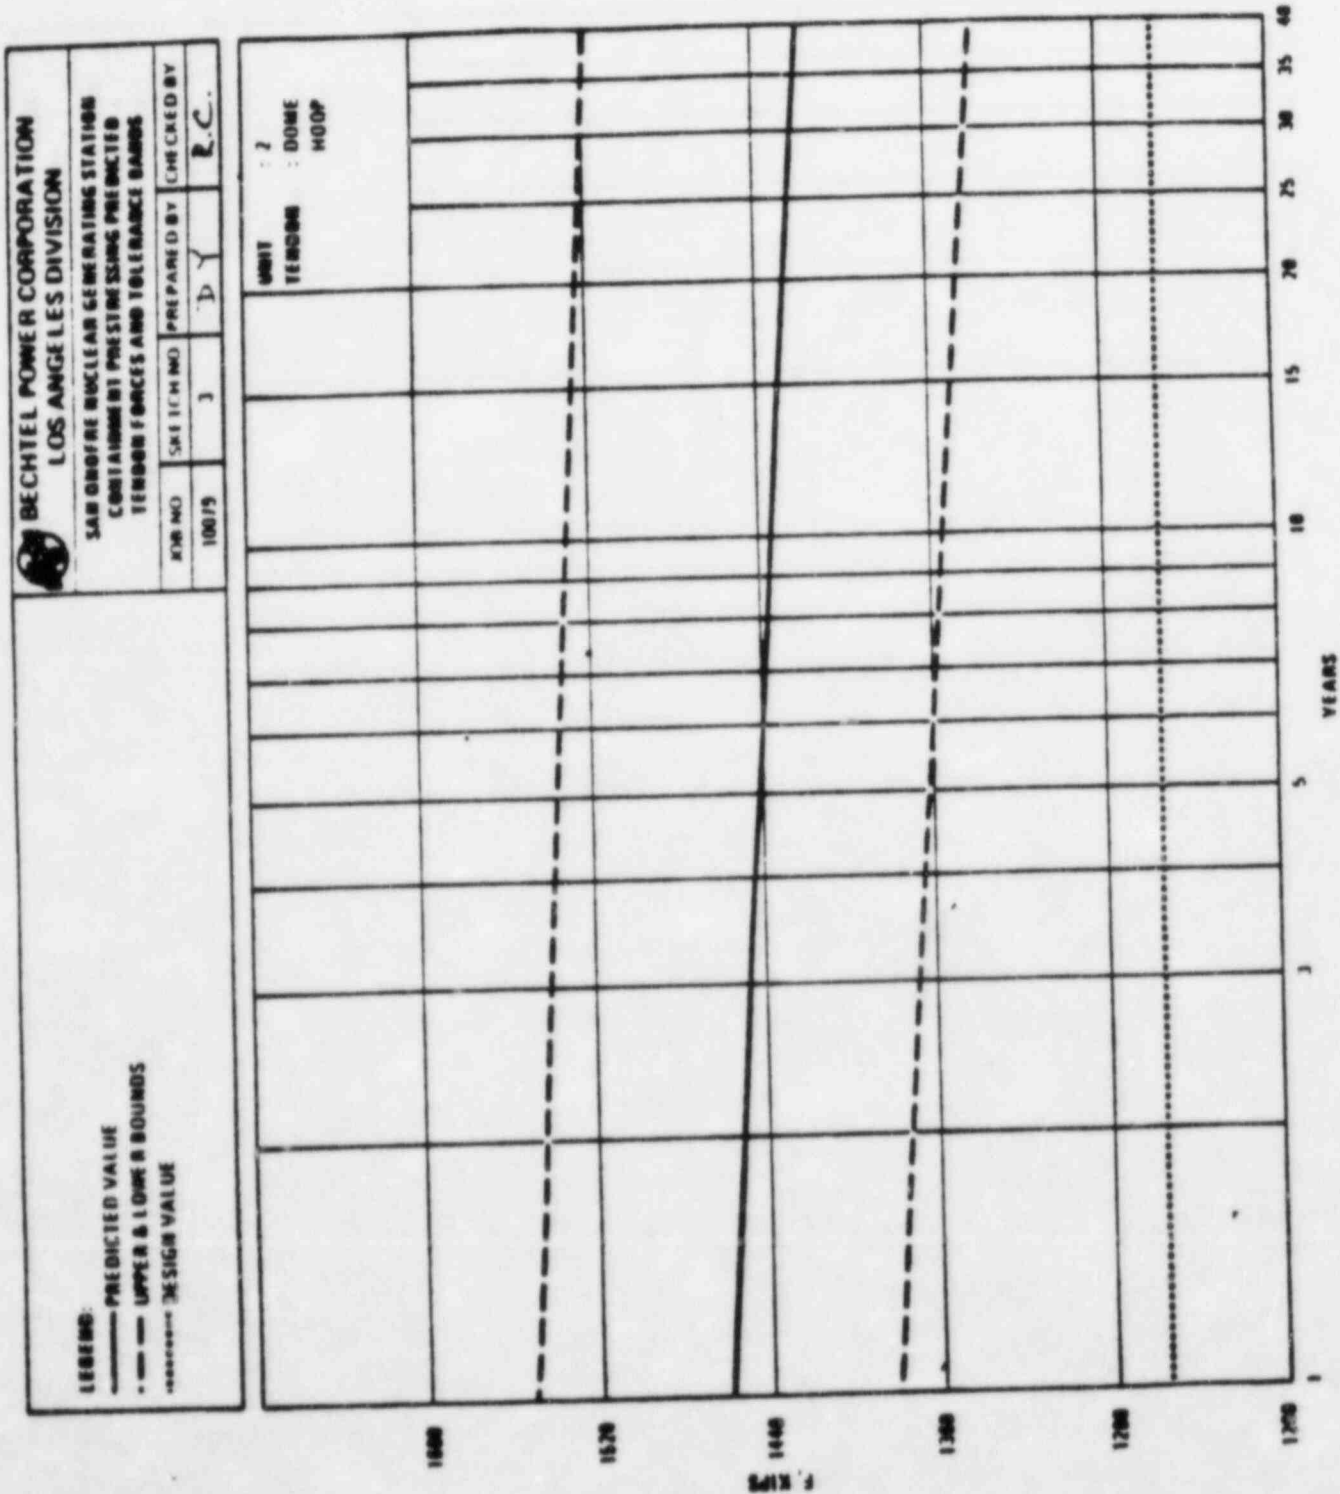 BECHTEL POWER CORPORATION
LOS ANGELES DIVISION
SAN ONOFRE NUCLEAR GENERATING STATION
CONTAINMENT PRESTRESSING PREDICTED
TENDON FORCES AND TOLERANCE BANDS
JOB NO
SKETCH NO
PREPARED BY
CHECKED BY
10079
3
D Y
R.C.
LEGEND:
PREDICTED VALUE
UPPER & LOWER BOUNDS
DESIGN VALUE
UNIT : 2
TENDON : DOME
HOOP
F, KIPS
1520
1440
1360
1280
1200
1
3
5
10
15
20
25
30
35
40
YEARS